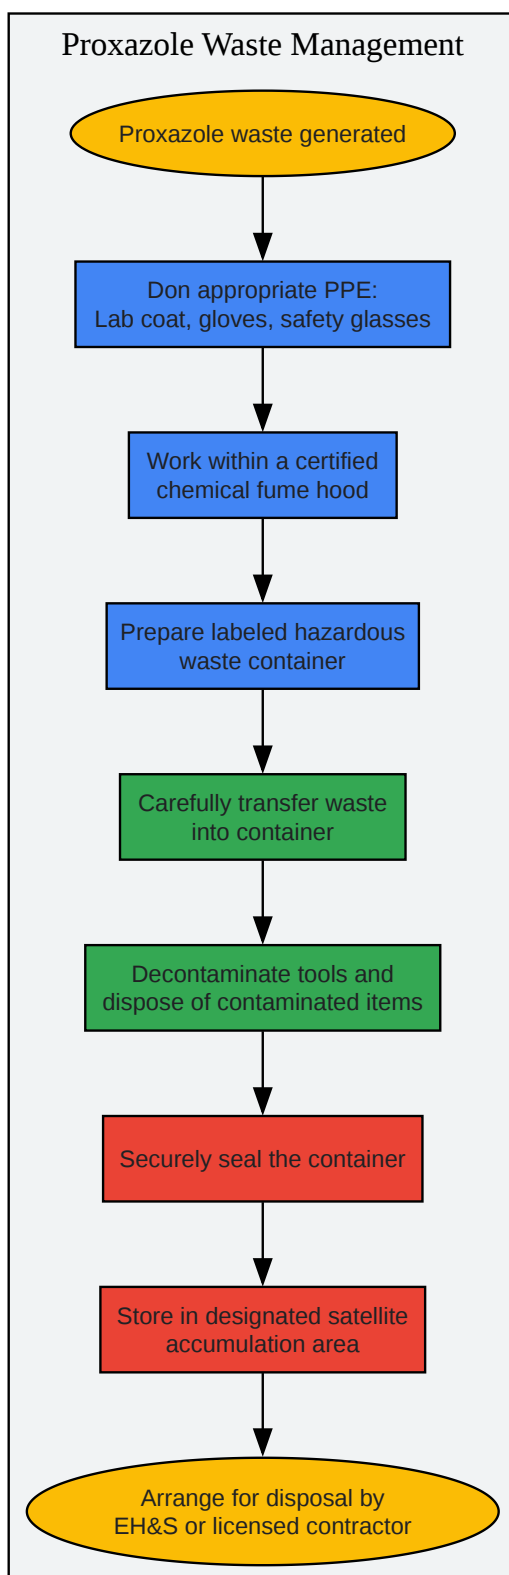 Proxazole Waste Management
Proxazole waste generated
Don appropriate PPE:
Lab coat, gloves, safety glasses
Work within a certified
chemical fume hood
Prepare labeled hazardous
waste container
Carefully transfer waste
into container
Decontaminate tools and
dispose of contaminated items
Securely seal the container
Store in designated satellite
accumulation area
Arrange for disposal by
EH&S or licensed contractor